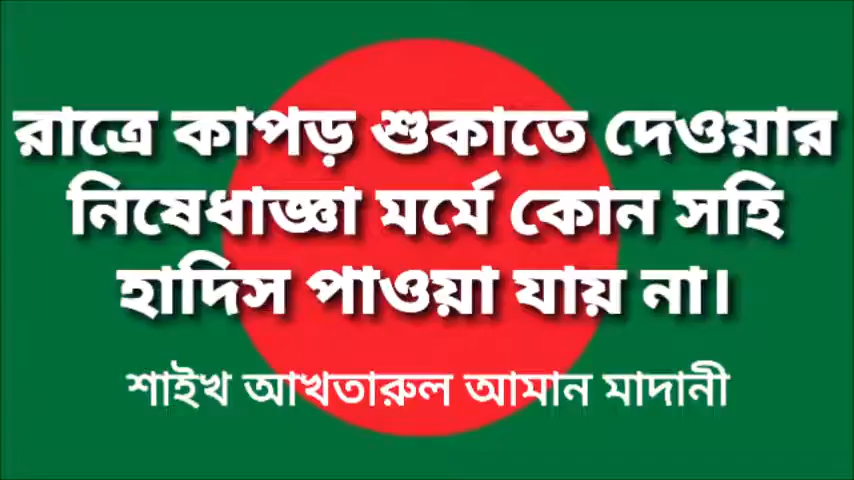 রাত্রে কাপড় শুকাতে দেওয়ার
নিষেধাজ্ঞা মর্মে কোন সহি
হাদিস পাওয়া যায় না।
শাইখ আখতারুল আমান মাদানী